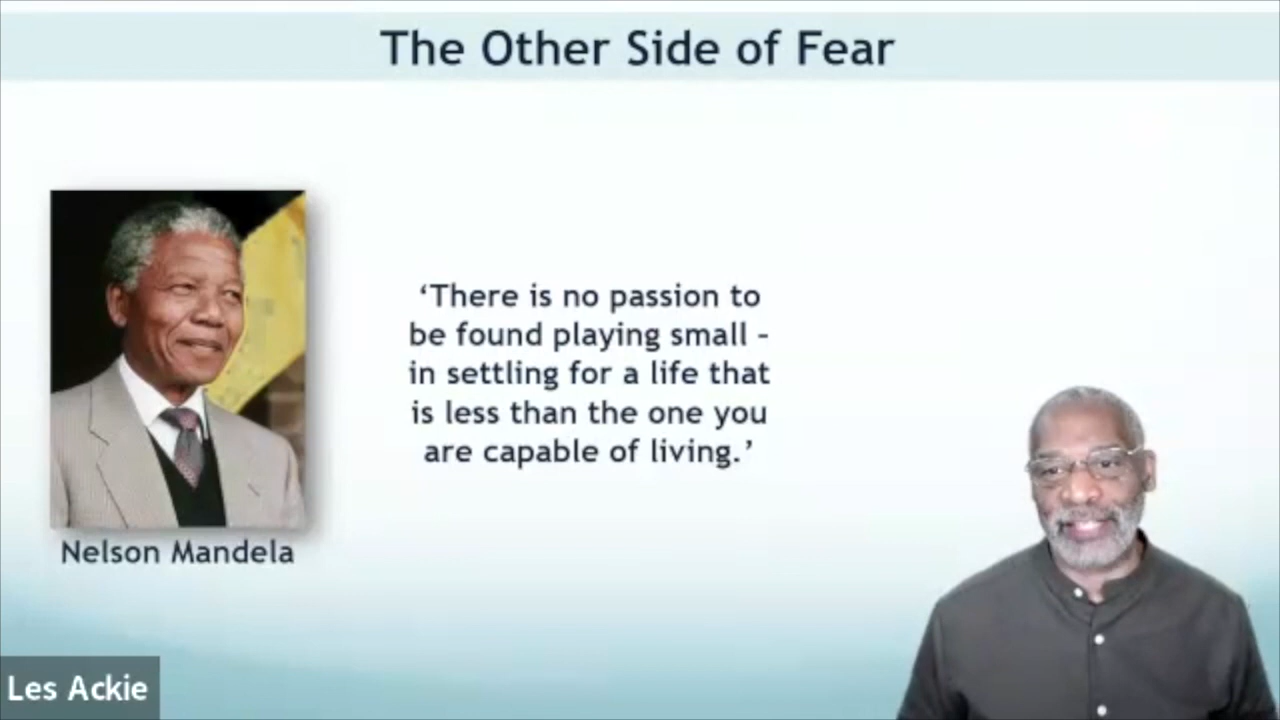 The Other Side of Fear
‘There is no passion to
be found playing small –
in settling for a life that
is less than the one you
are capable of living.’
Nelson Mandela
Les Ackie